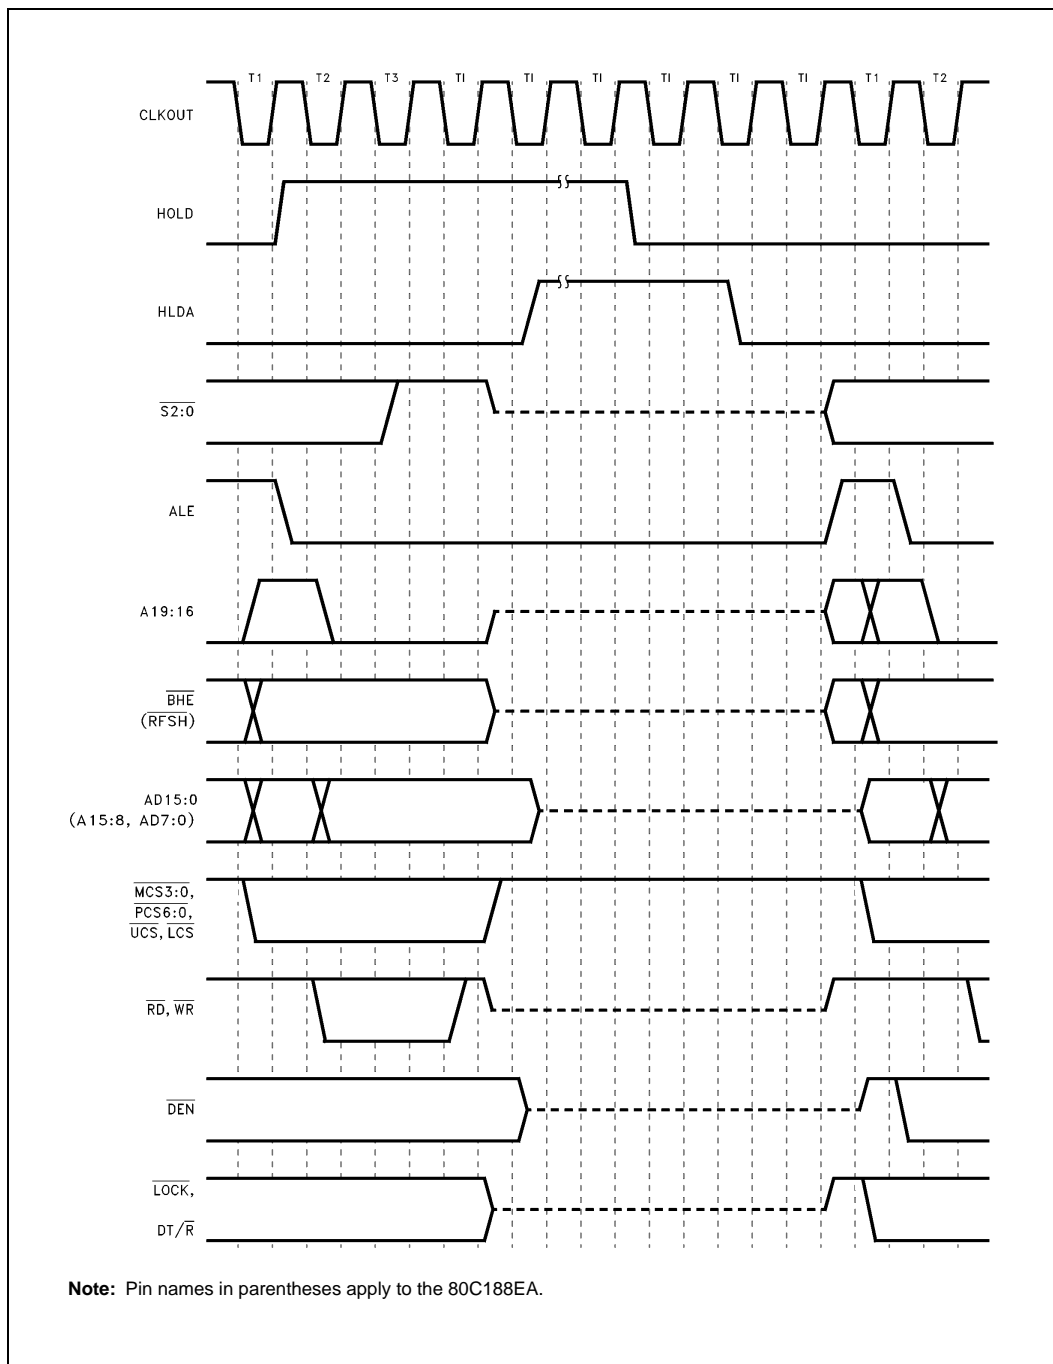 T1 T2 T3 TI TI TI TI TI TI T1 T2
CLKOUT
HOLD
HLDA
S2:0
ALE
A19:16
BHE
(RFSH)
AD15:0
(A15:8, AD7:0)
MCS3:0,
PCS6:0,
UCS, LCS
RD, WR
DEN
LOCK,
DT/R
Note: Pin names in parentheses apply to the 80C188EA.